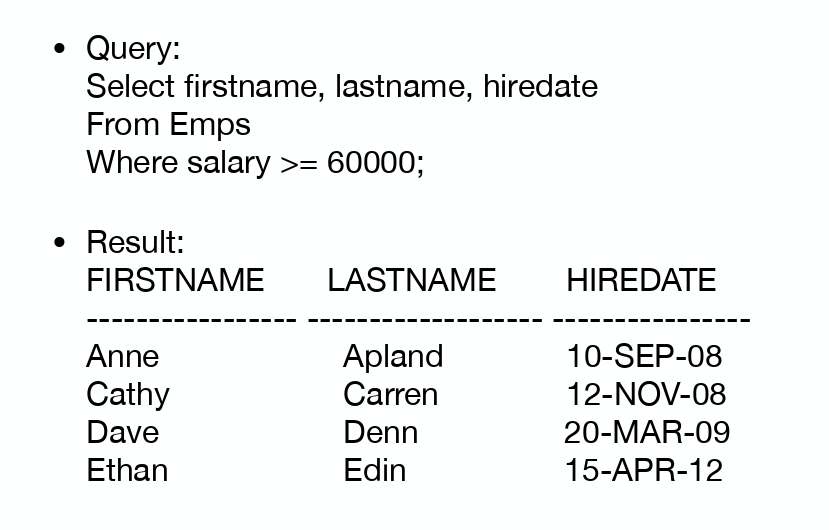 • Query:
Select firstname, lastname, hiredate
From Emps
Where salary >= 60000;
• Result:
FIRSTNAME LASTNAME HIREDATE
----------------- ------------------- ----------------
Anne Apland 10-SEP-08
Cathy Carren 12-NOV-08
Dave Denn 20-MAR-09
Ethan Edin 15-APR-12